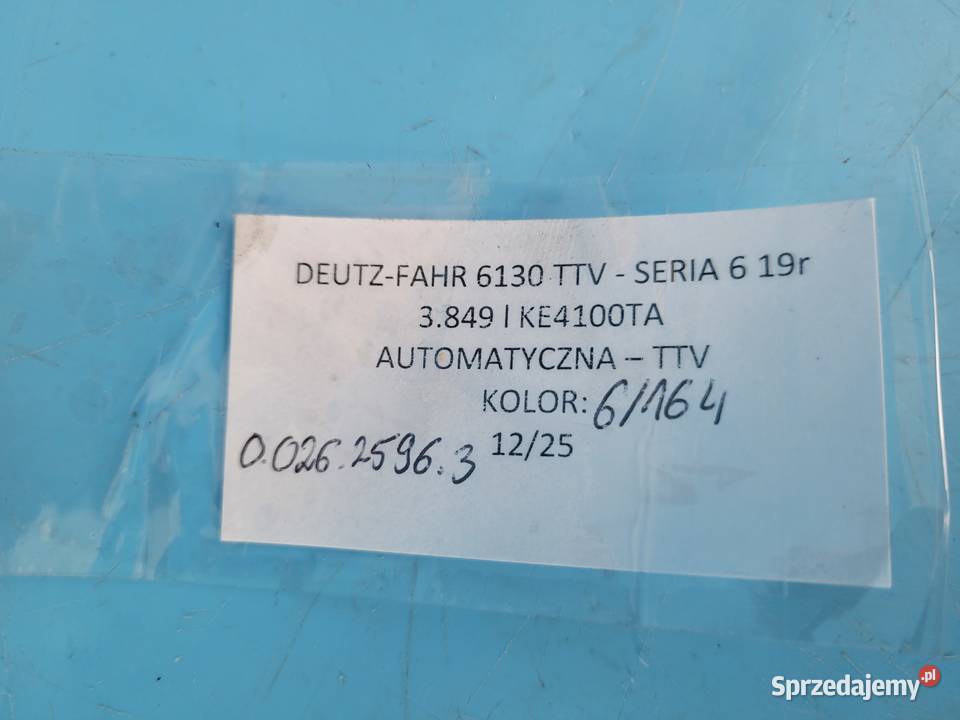 DEUTZ-FAHR 6130 TTV - SERIA 6 19r
3.849 l KE4100TA
AUTOMATYCZNA – TTV
KOLOR: 6/164
0.026.2596.3 12/25
Sprzedajemy.pl